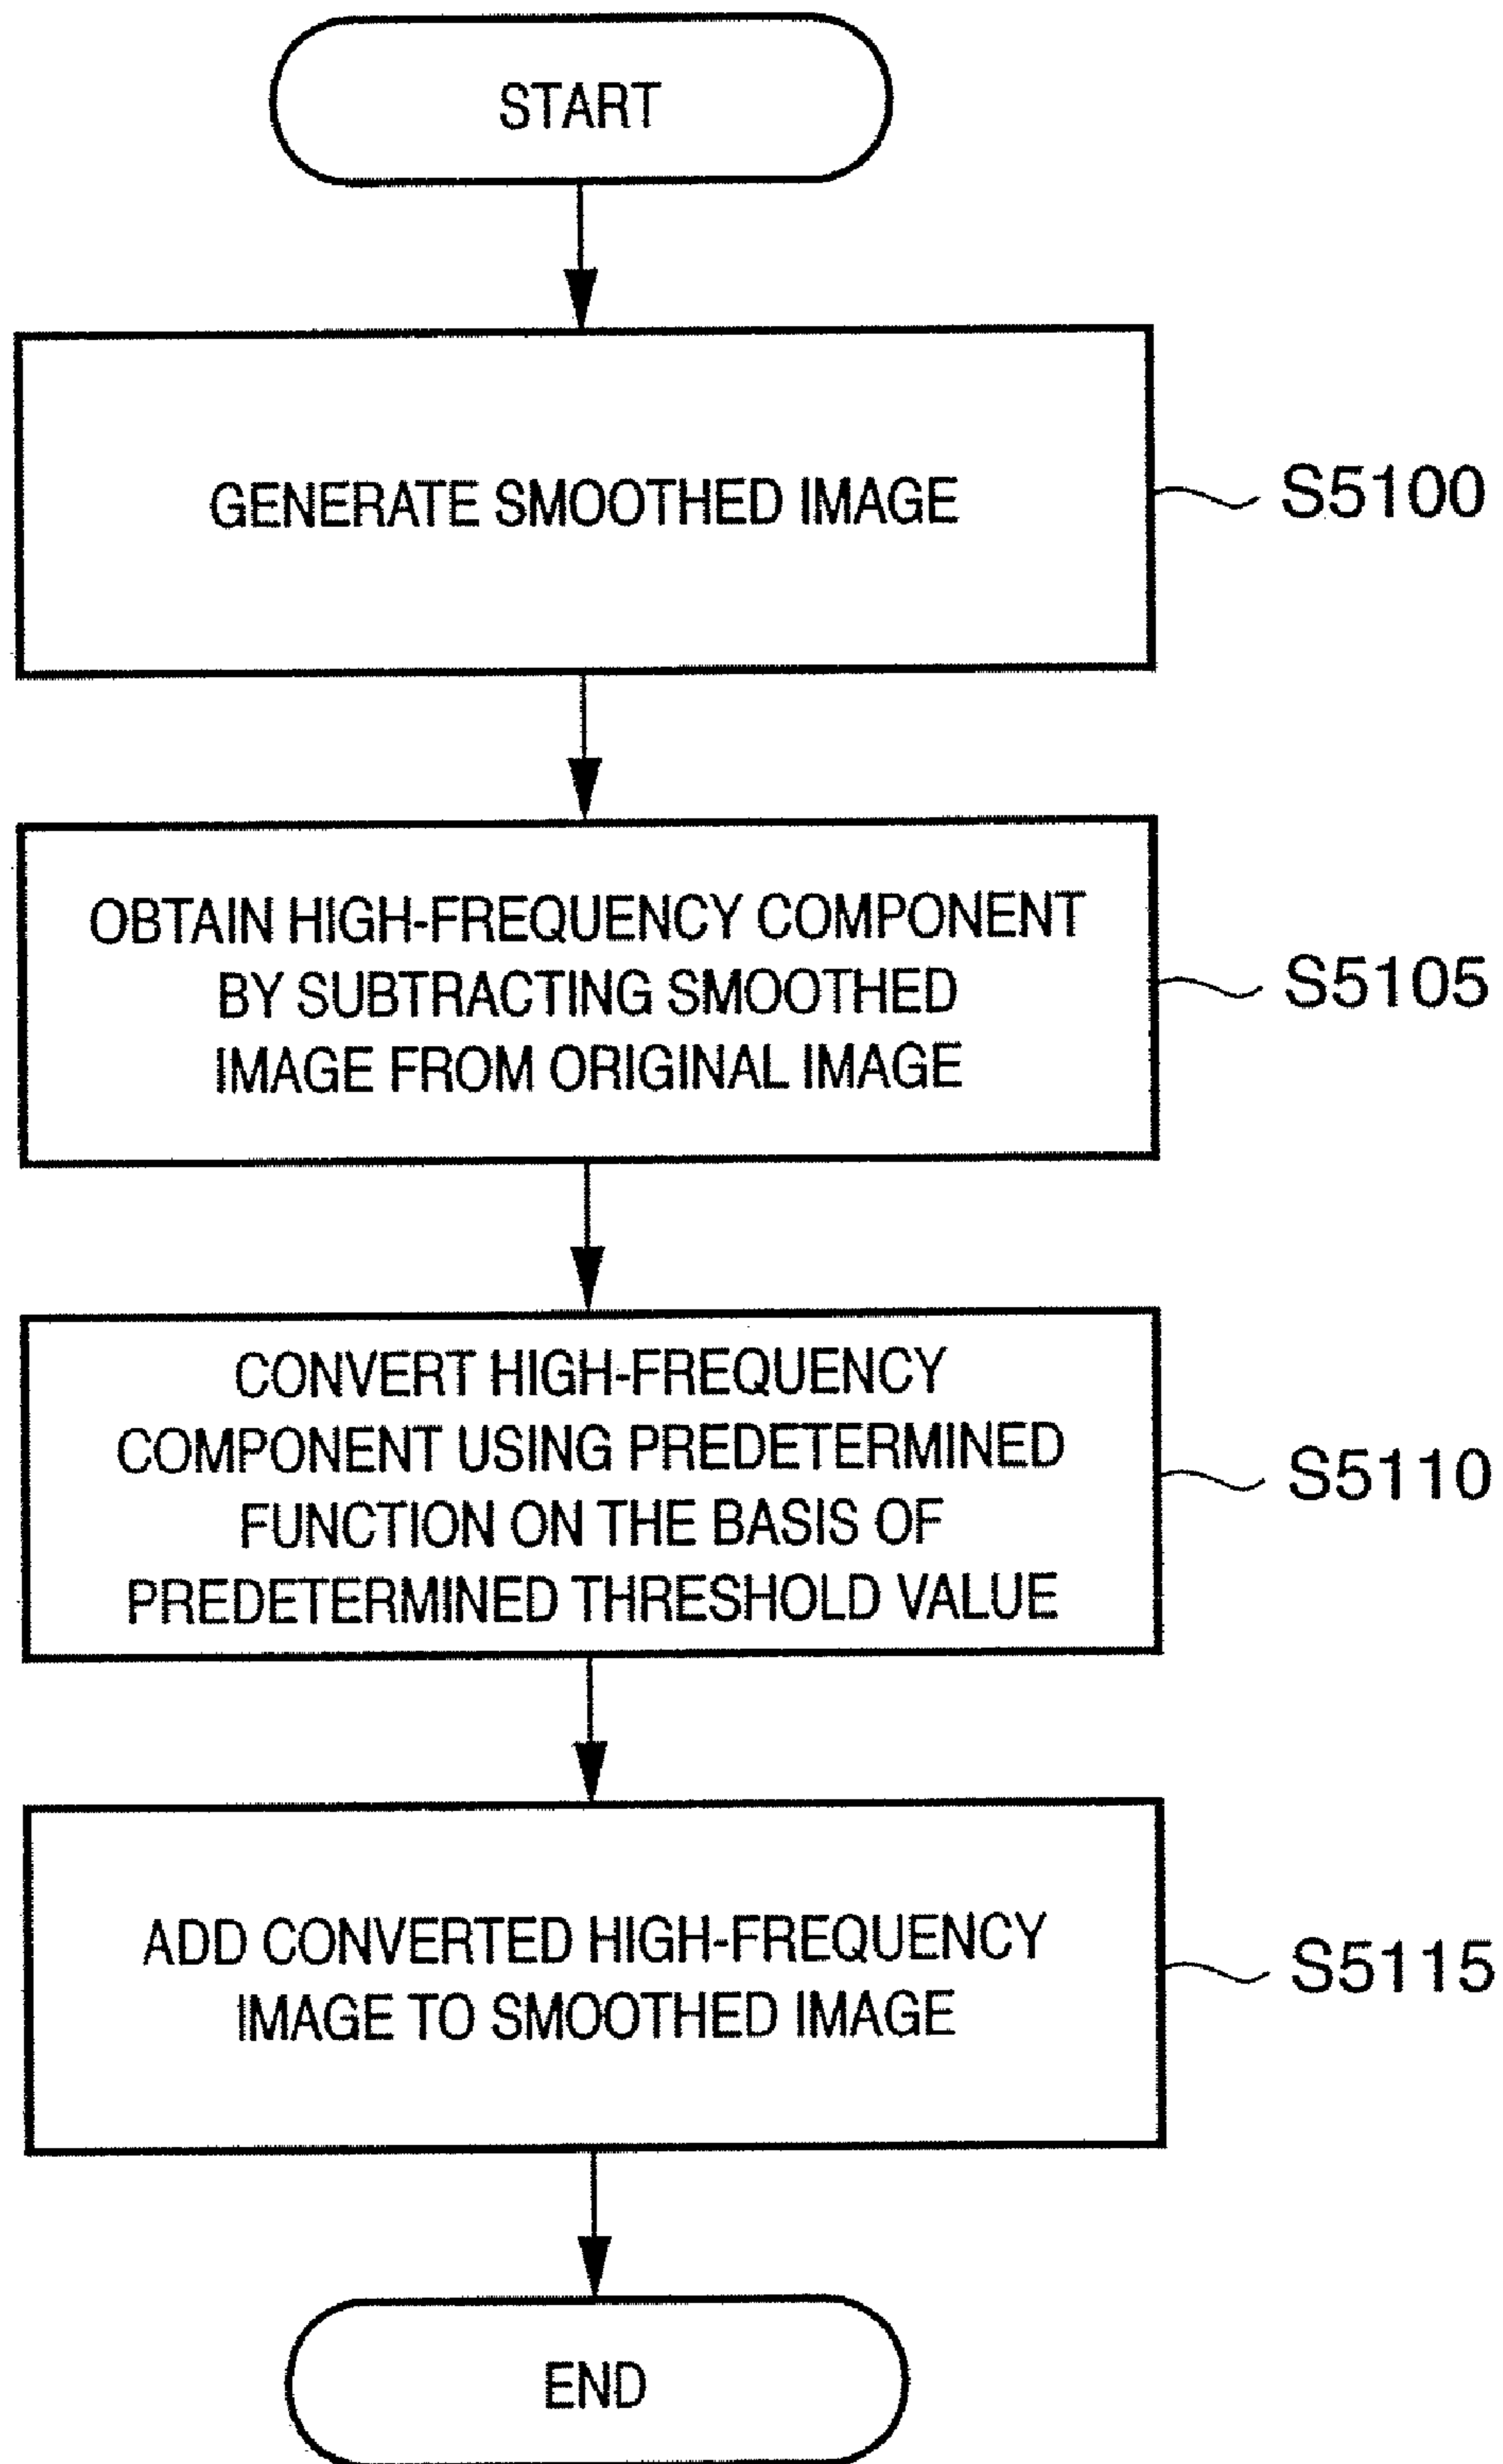 START
GENERATE SMOOTHED IMAGE
S5100
OBTAIN HIGH-FREQUENCY COMPONENT
BY SUBTRACTING SMOOTHED
IMAGE FROM ORIGINAL IMAGE
S5105
CONVERT HIGH-FREQUENCY
COMPONENT USING PREDETERMINED
FUNCTION ON THE BASIS OF
PREDETERMINED THRESHOLD VALUE
S5110
ADD CONVERTED HIGH-FREQUENCY
IMAGE TO SMOOTHED IMAGE
S5115
END